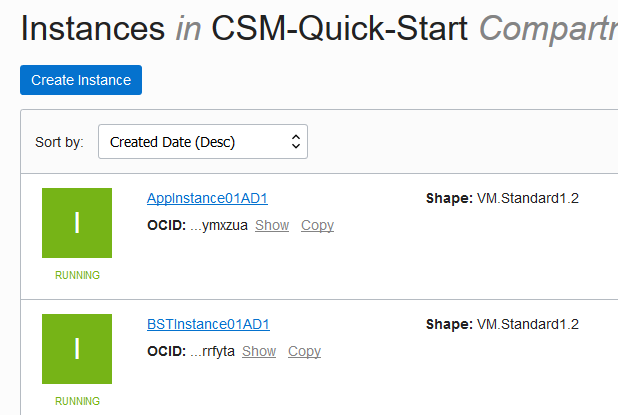 Instances in CSM-Quick-Start
Create Instance
Sort by: Created Date (Desc)
I
AppInstance01AD1
Shape: VM.Standard1.2
OCID: ...ymxzua Show Copy
RUNNING
I
BSTInstance01AD1
Shape: VM.Standard1.2
OCID: ...rrfyta Show Copy
RUNNING